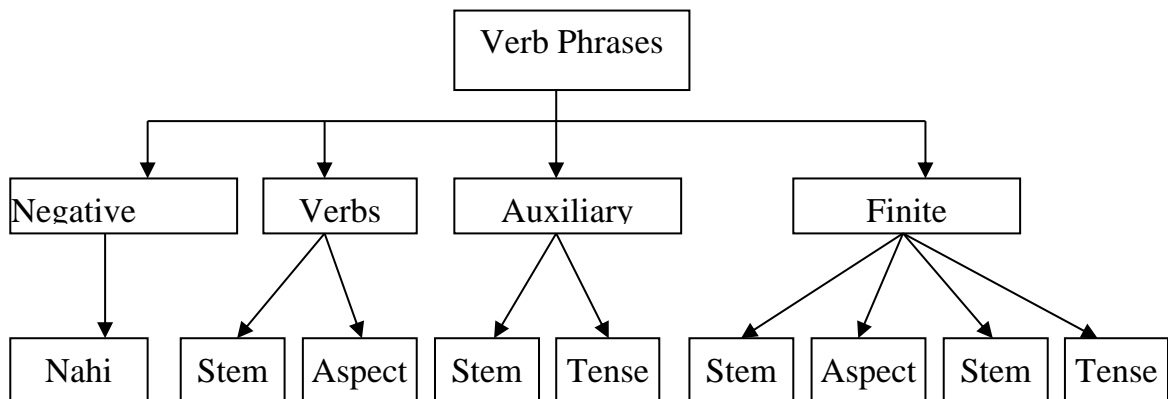 Verb Phrases
Negative Verbs Auxiliary Finite
Nahi Stem Aspect Stem Tense Stem Aspect Stem Tense